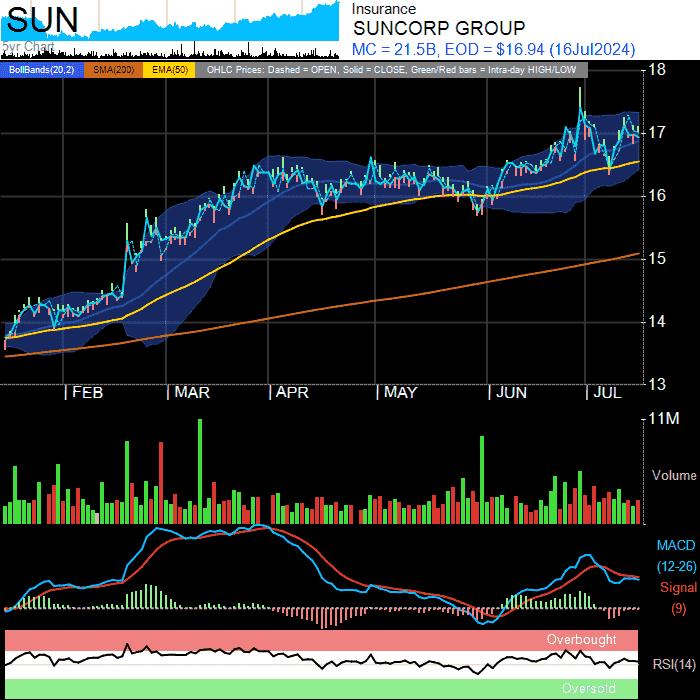 SUN
5yr Chart
Insurance
SUNCORP GROUP
MC = 21.5B, EOD = $16.94 (16Jul2024)
BollBands(20,2) SMA(200) EMA(50) OHLC Prices: Dashed = OPEN, Solid = CLOSE, Green/Red bars = Intra-day HIGH/LOW
18
17
16
15
14
13
FEB MAR APR MAY JUN JUL
11M
Volume
MACD
(12-26)
Signal
(9)
Overbought
RSI(14)
Oversold